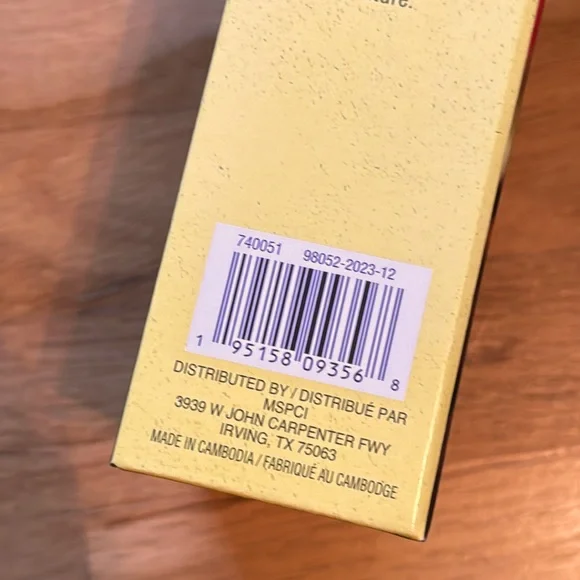 740051 98052-2023-12
1 95158 09356 8
DISTRIBUTED BY / DISTRIBUÉ PAR
MSPCI
3939 W JOHN CARPENTER FWY
IRVING, TX 75063
MADE IN CAMBODIA / FABRIQUÉ AU CAMBODGE